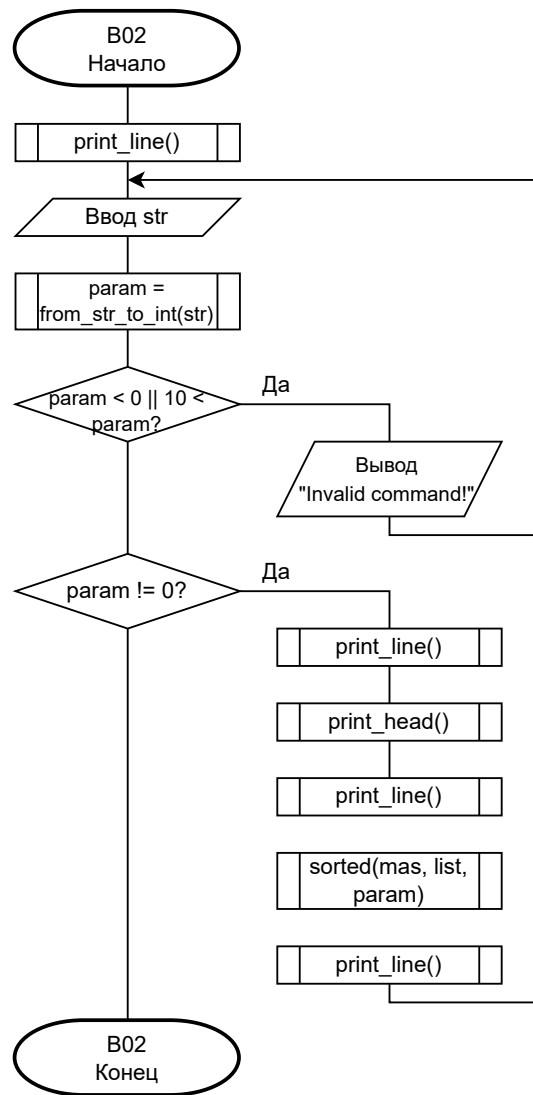 B02
Начало
print_line()
Ввод str
param =
from_str_to_int(str)
param < 0 || 10 <
param?
Да
Вывод
"Invalid command!"
param != 0?
Да
print_line()
print_head()
print_line()
sorted(mas, list,
param)
print_line()
B02
Конец